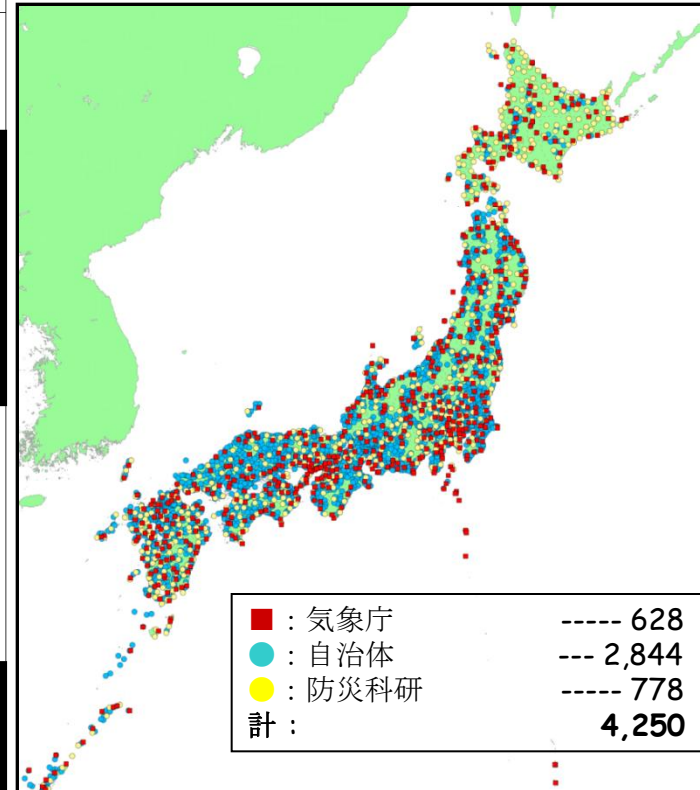 ■：気象庁 ----- 628
●：自治体 --- 2,844
●：防災科研 ----- 778
計： 4,250